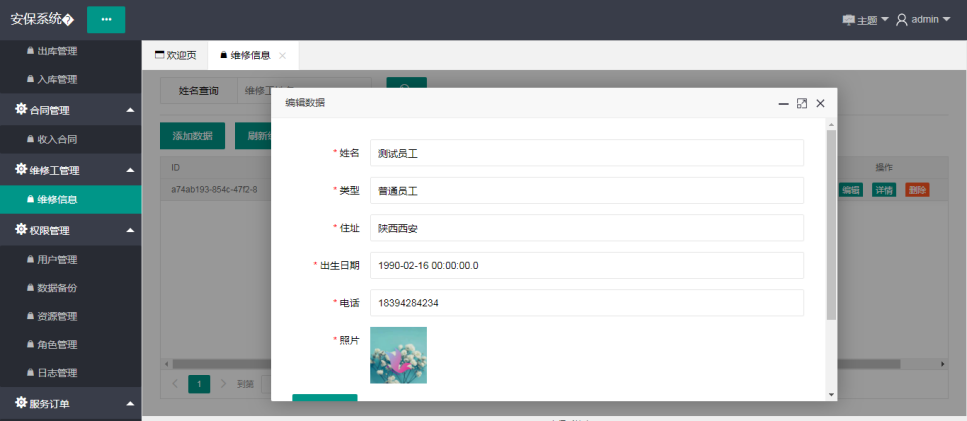 安保系统� ••• 主题 admin
出库管理
入库管理
合同管理
收入合同
维修工管理
维修信息
权限管理
用户管理
数据备份
资源管理
角色管理
日志管理
服务订单
欢迎页 维修信息
姓名查询
添加数据 刷新
ID 操作
a74ab193-854c-47f2-8 编辑 详情 删除
1 到第
编辑数据
*姓名 测试员工
*类型 普通员工
*住址 陕西西安
*出生日期 1990-02-16 00:00:00.0
*电话 18394284234
*照片